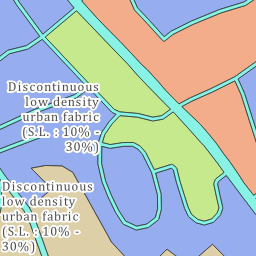 Discontinuous
low density
urban fabric
(S.L. : 10% -
30%)
Discontinuous
low density
urban fabric
(S.L. : 10% -
30%)